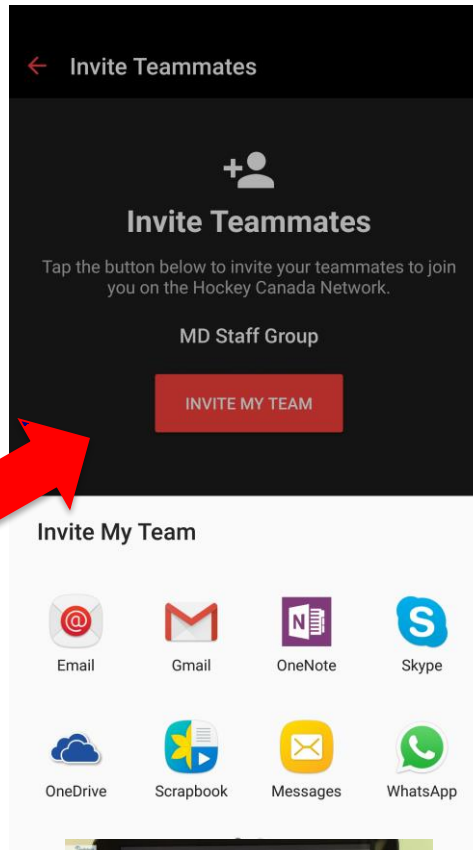 Invite Teammates
Invite Teammates
Tap the button below to invite your teammates to join
you on the Hockey Canada Network.
MD Staff Group
INVITE MY TEAM
Invite My Team
@
N
S
Email Gmail OneNote Skype
OneDrive Scrapbook Messages WhatsApp